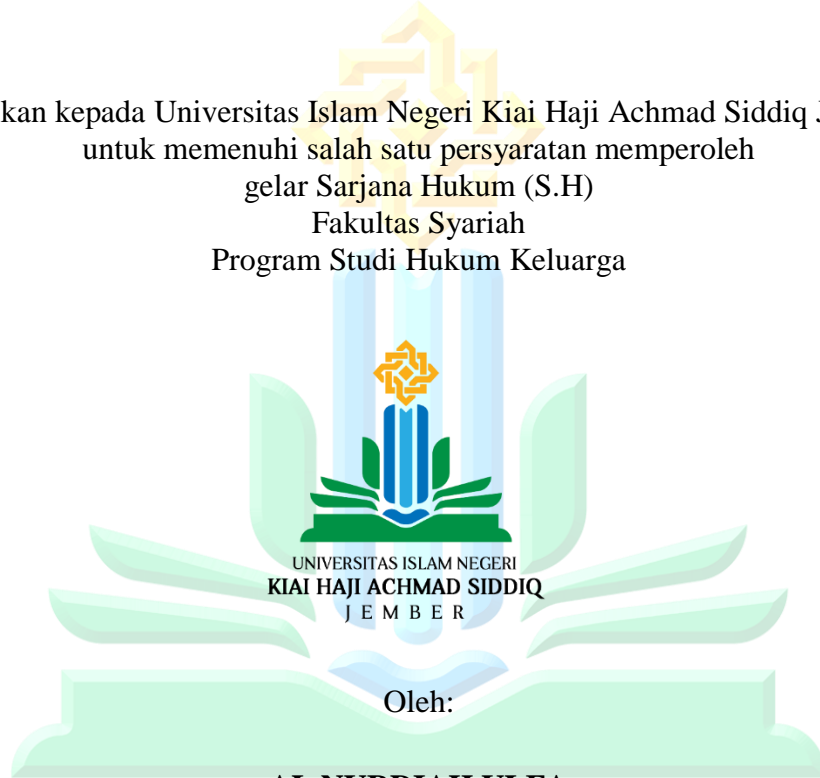 kan kepada Universitas Islam Negeri Kiai Haji Achmad Siddiq J
untuk memenuhi salah satu persyaratan memperoleh
gelar Sarjana Hukum (S.H)
Fakultas Syariah
Program Studi Hukum Keluarga
UNIVERSITAS ISLAM NEGERI
KIAI HAJI ACHMAD SIDDIQ
JEMBER
Oleh: